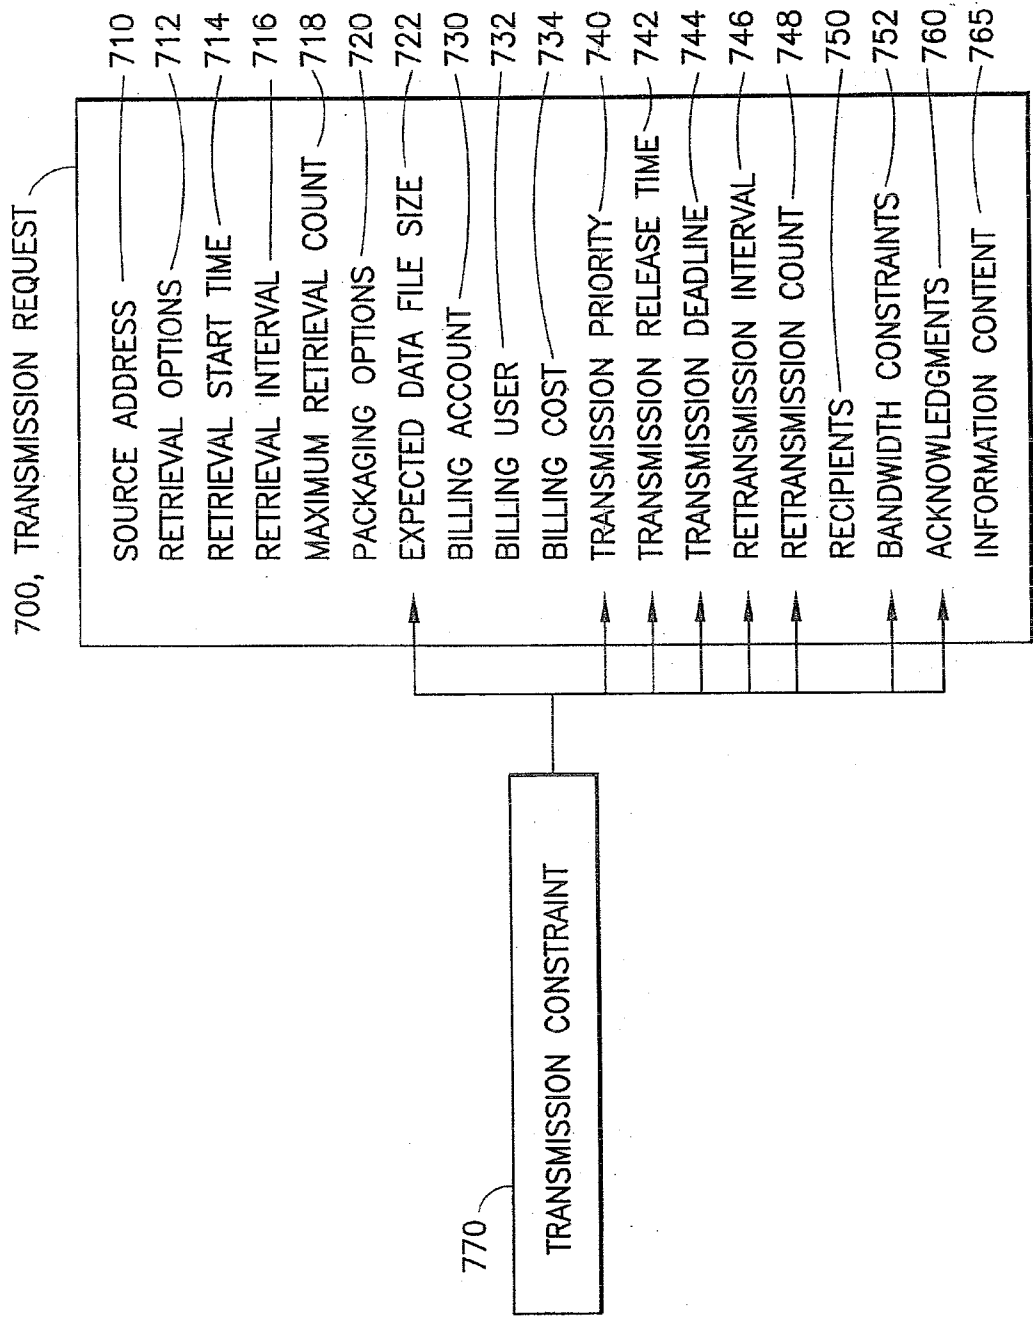 700, TRANSMISSION REQUEST
SOURCE ADDRESS 710
RETRIEVAL OPTIONS 712
RETRIEVAL START TIME 714
RETRIEVAL INTERVAL 716
MAXIMUM RETRIEVAL COUNT 718
PACKAGING OPTIONS 720
EXPECTED DATA FILE SIZE 722
BILLING ACCOUNT 730
BILLING USER 732
BILLING COST 734
TRANSMISSION PRIORITY 740
TRANSMISSION RELEASE TIME 742
TRANSMISSION DEADLINE 744
RETRANSMISSION INTERVAL 746
RETRANSMISSION COUNT 748
RECIPIENTS 750
BANDWIDTH CONSTRAINTS 752
ACKNOWLEDGMENTS 760
INFORMATION CONTENT 765
770
TRANSMISSION CONSTRAINT